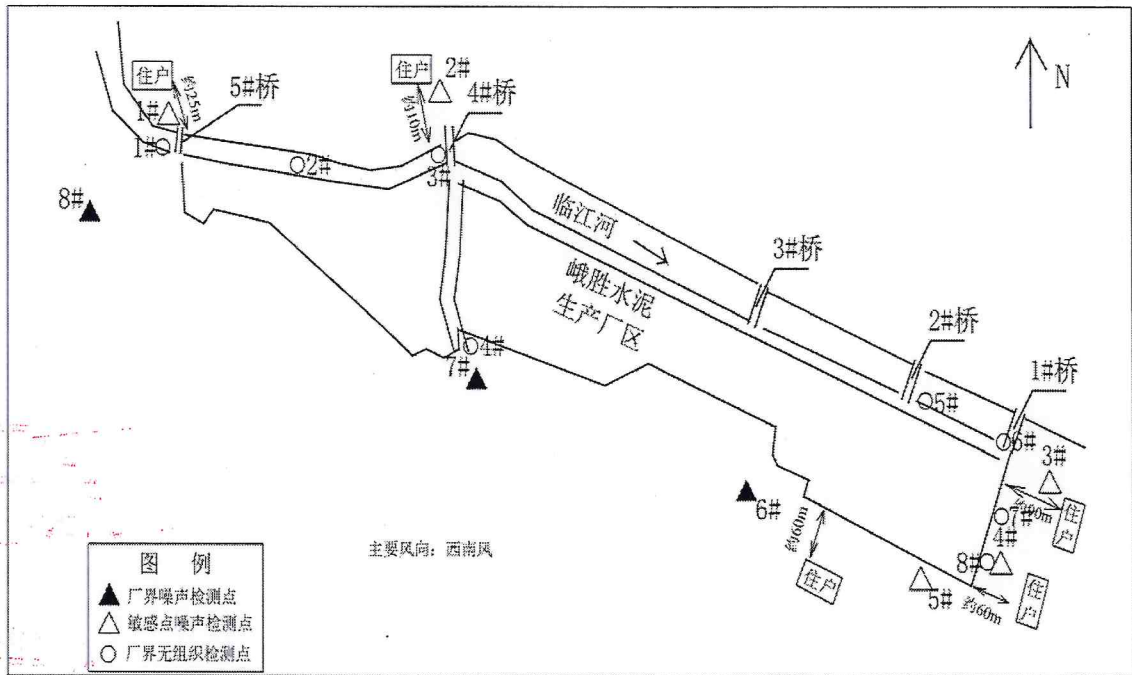 住户
约25m
5#桥
1#
1#
2#
8#
住户
2#
4#桥
约10m
3#
N
临江河
3#桥
峨胜水泥
生产厂区
2#桥
1#桥
4#
7#
5#
6#
3#
6#
约60m
住户
7#
住户
4#
8#
5#
约60m
住户
主要风向：西南风
图 例
厂界噪声检测点
敏感点噪声检测点
厂界无组织检测点